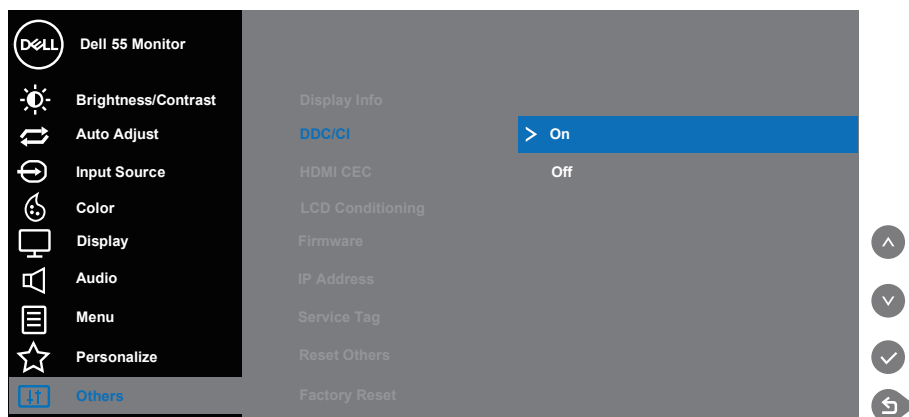 DELL
Dell 55 Monitor
Brightness/Contrast
Auto Adjust
Input Source
Color
Display
Audio
Menu
Personalize
Others
Display Info
DDC/CI
HDMI CEC
LCD Conditioning
Firmware
IP Address
Service Tag
Reset Others
Factory Reset
On
Off